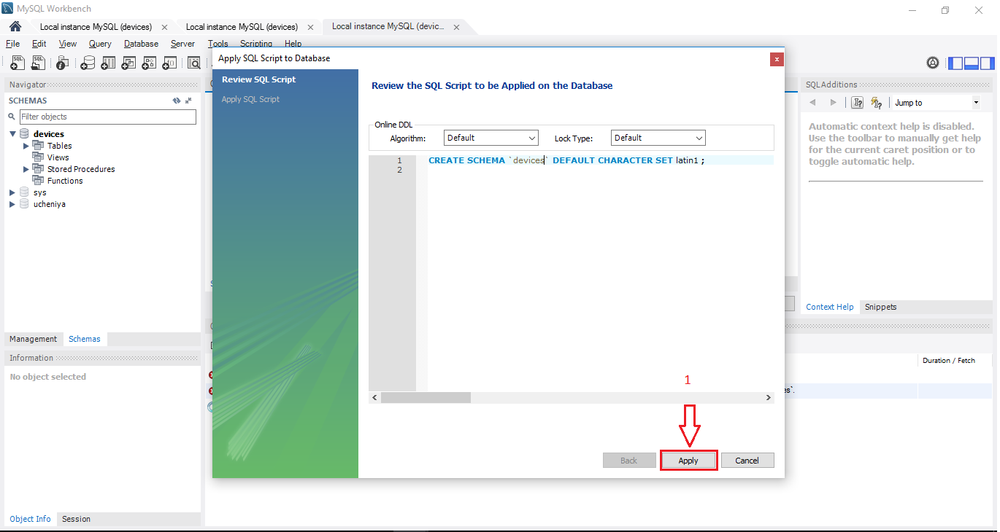 MySQL Workbench
Local instance MySQL (devices)
Local instance MySQL (devices)
Local instance MySQL (devic...
File Edit View Query Database Server Tools Scripting Help
Navigator
SCHEMAS
Filter objects
devices
Tables
Views
Stored Procedures
Functions
sys
ucheniya
Management Schemas
Information
No object selected
Object Info Session
Apply SQL Script to Database
x
Review SQL Script
Apply SQL Script
Review the SQL Script to be Applied on the Database
Online DDL
Algorithm: Default Lock Type: Default
1 CREATE SCHEMA `devices` DEFAULT CHARACTER SET latin1 ;
2
1
Back Apply Cancel
SQLAdditions
Jump to
Automatic context help is disabled.
Use the toolbar to manually get help
for the current caret position or to
toggle automatic help.
Context Help Snippets
Duration / Fetch
es`.